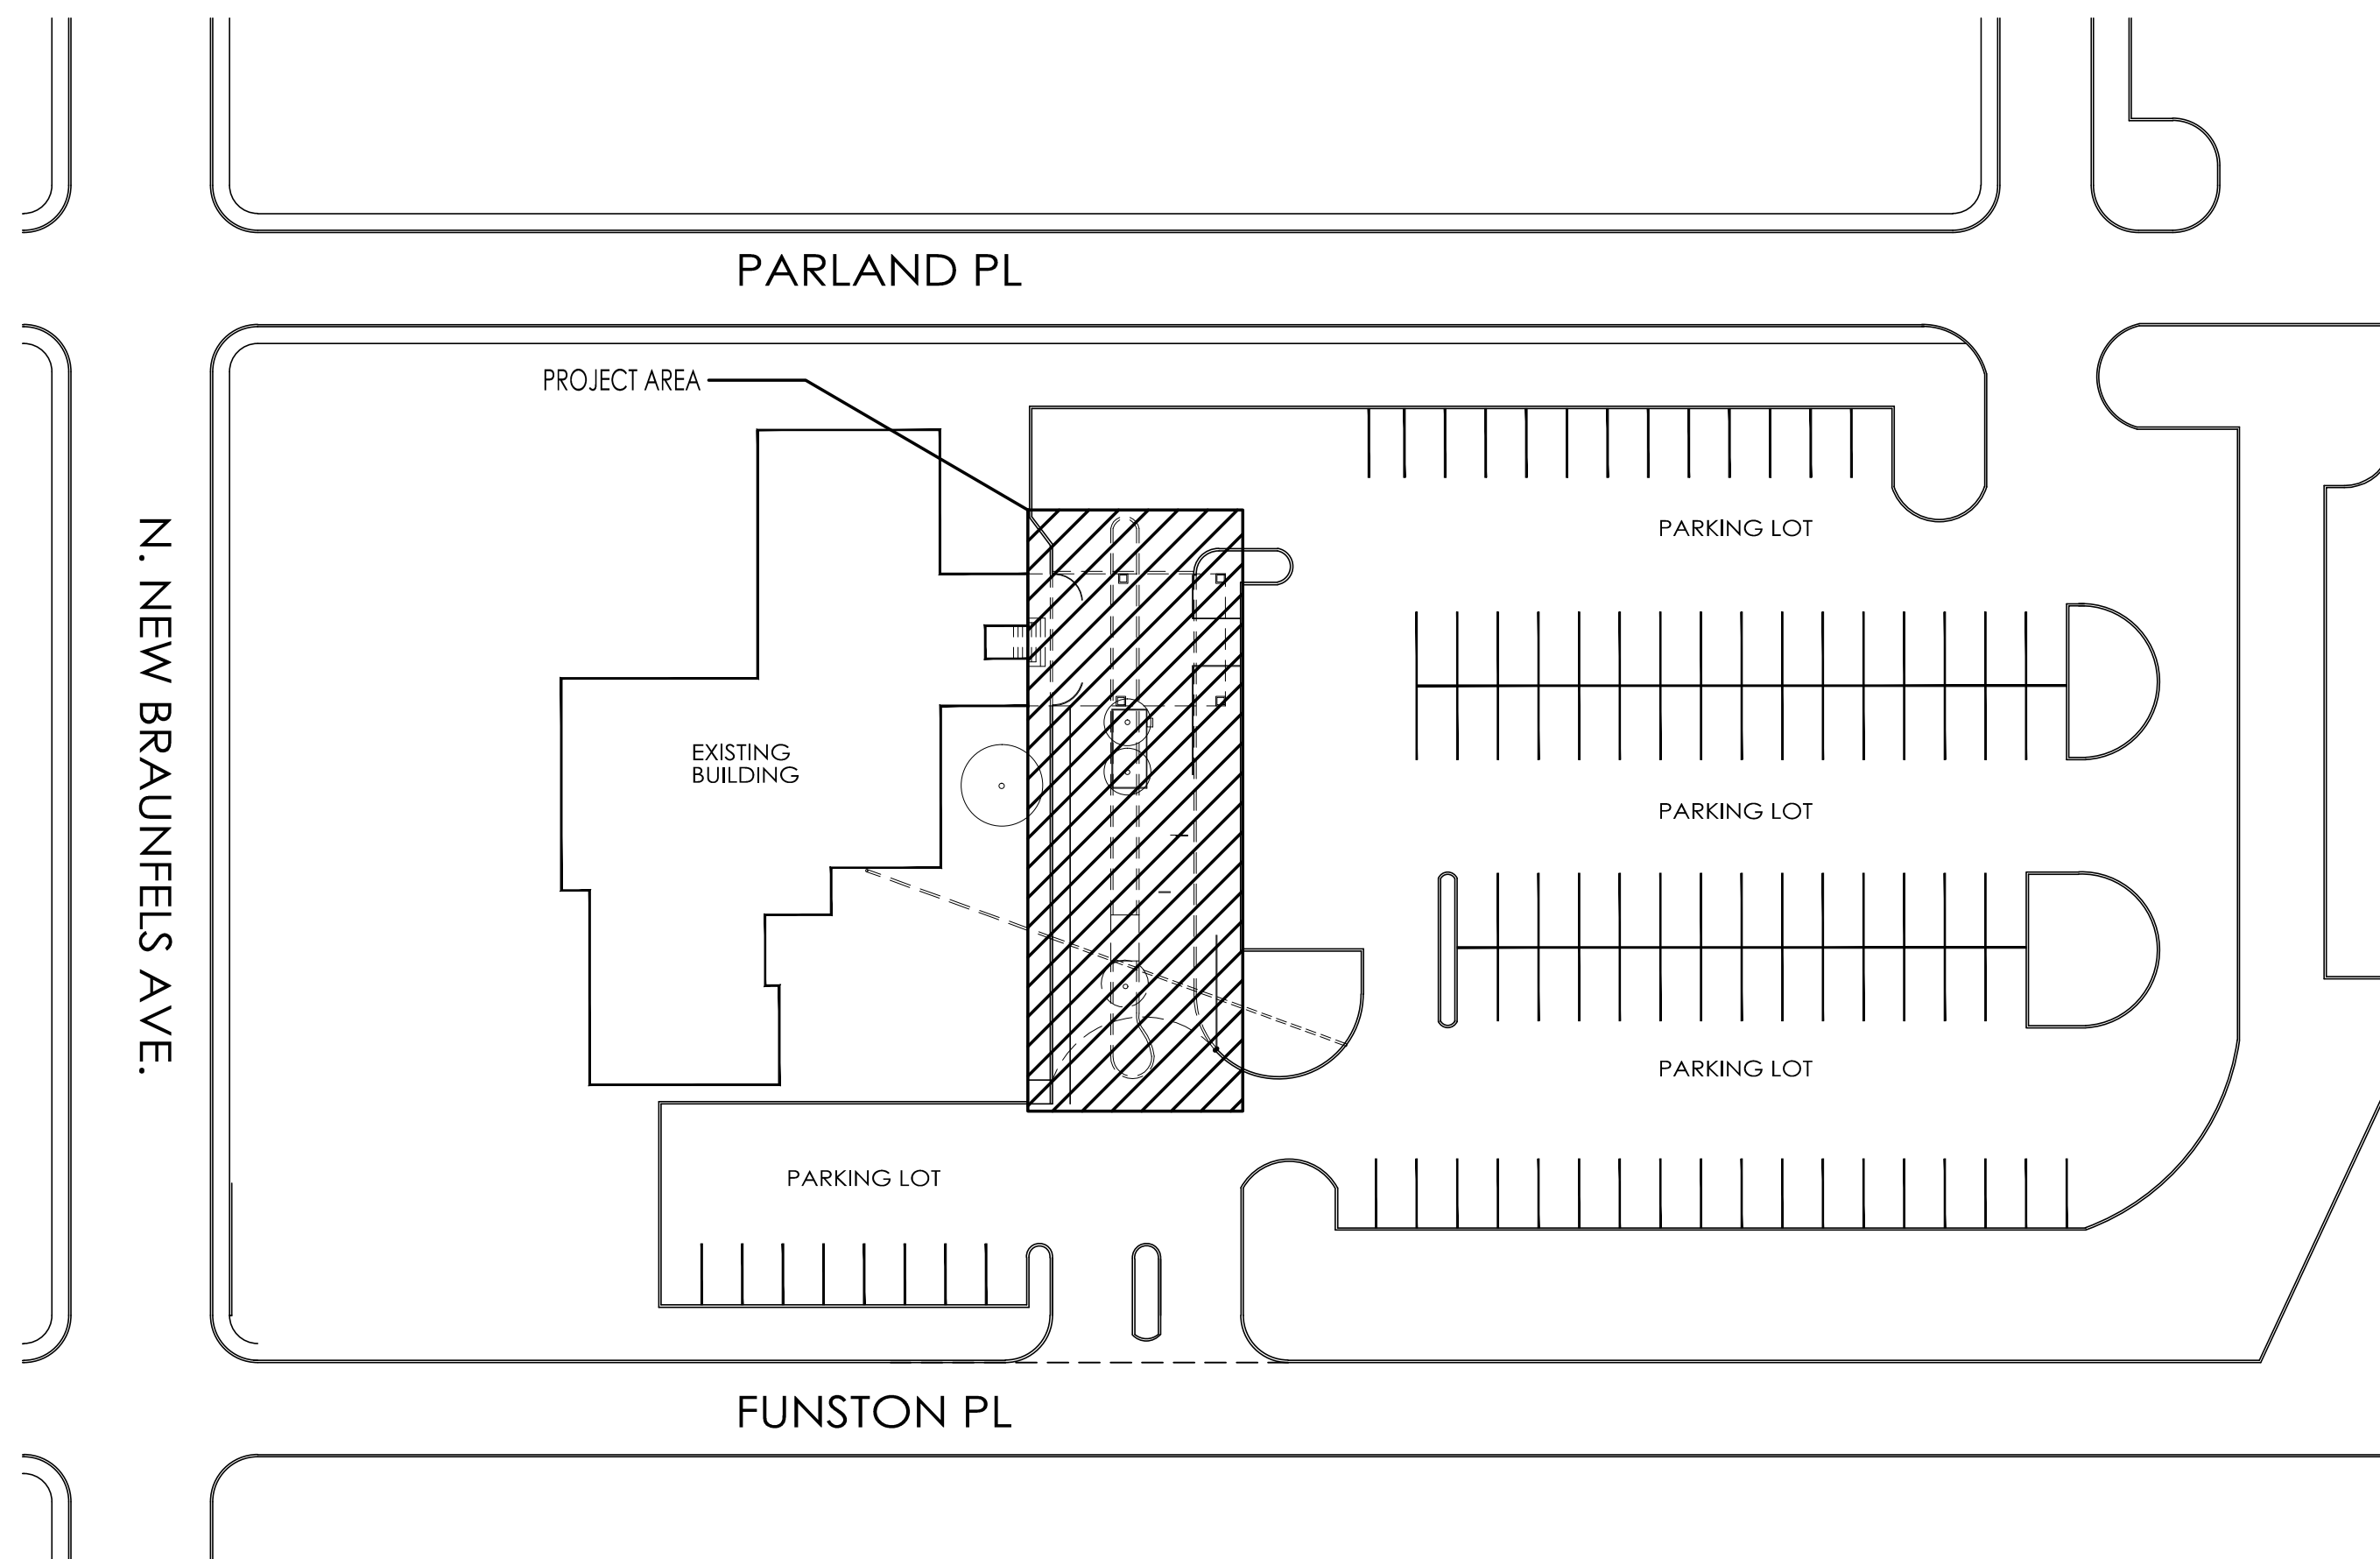 PARLAND PL
PROJECT AREA
PARKING LOT
N. NEW BRAUNFELS AVE.
EXISTING
BUILDING
PARKING LOT
PARKING LOT
PARKING LOT
FUNSTON PL